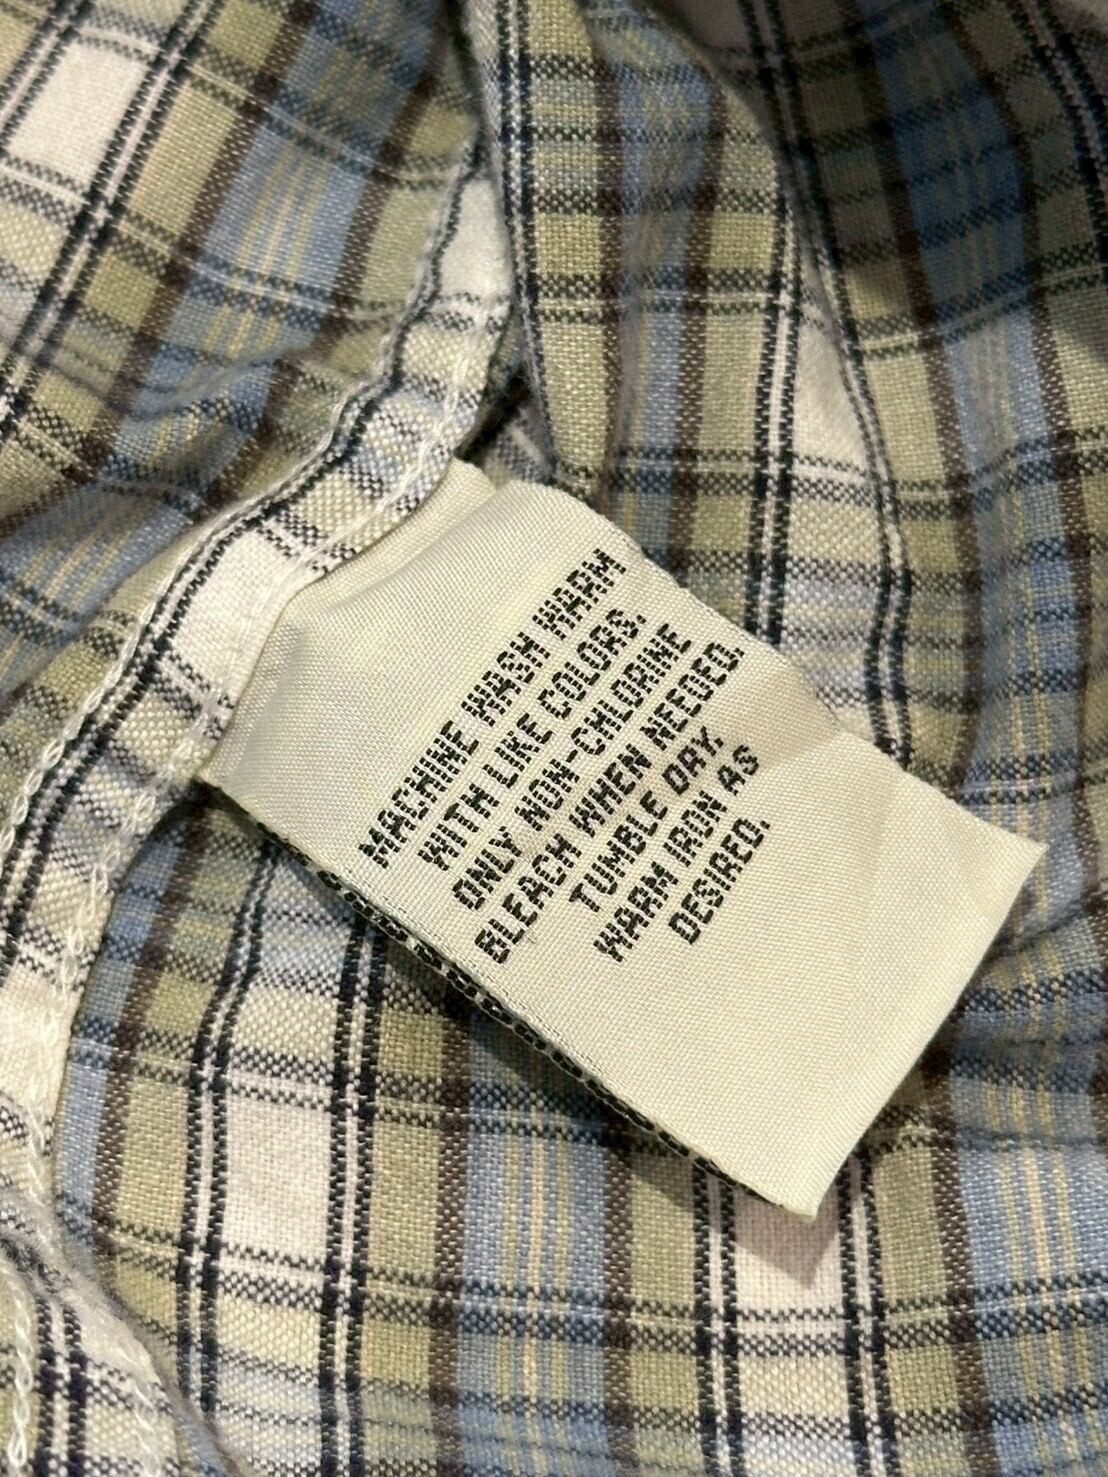 MACHINE WASH WARM
WITH LIKE COLORS.
ONLY NON-CHLORINE
BLEACH WHEN NEEDED.
TUMBLE DRY.
WARM IRON AS
DESIRED.